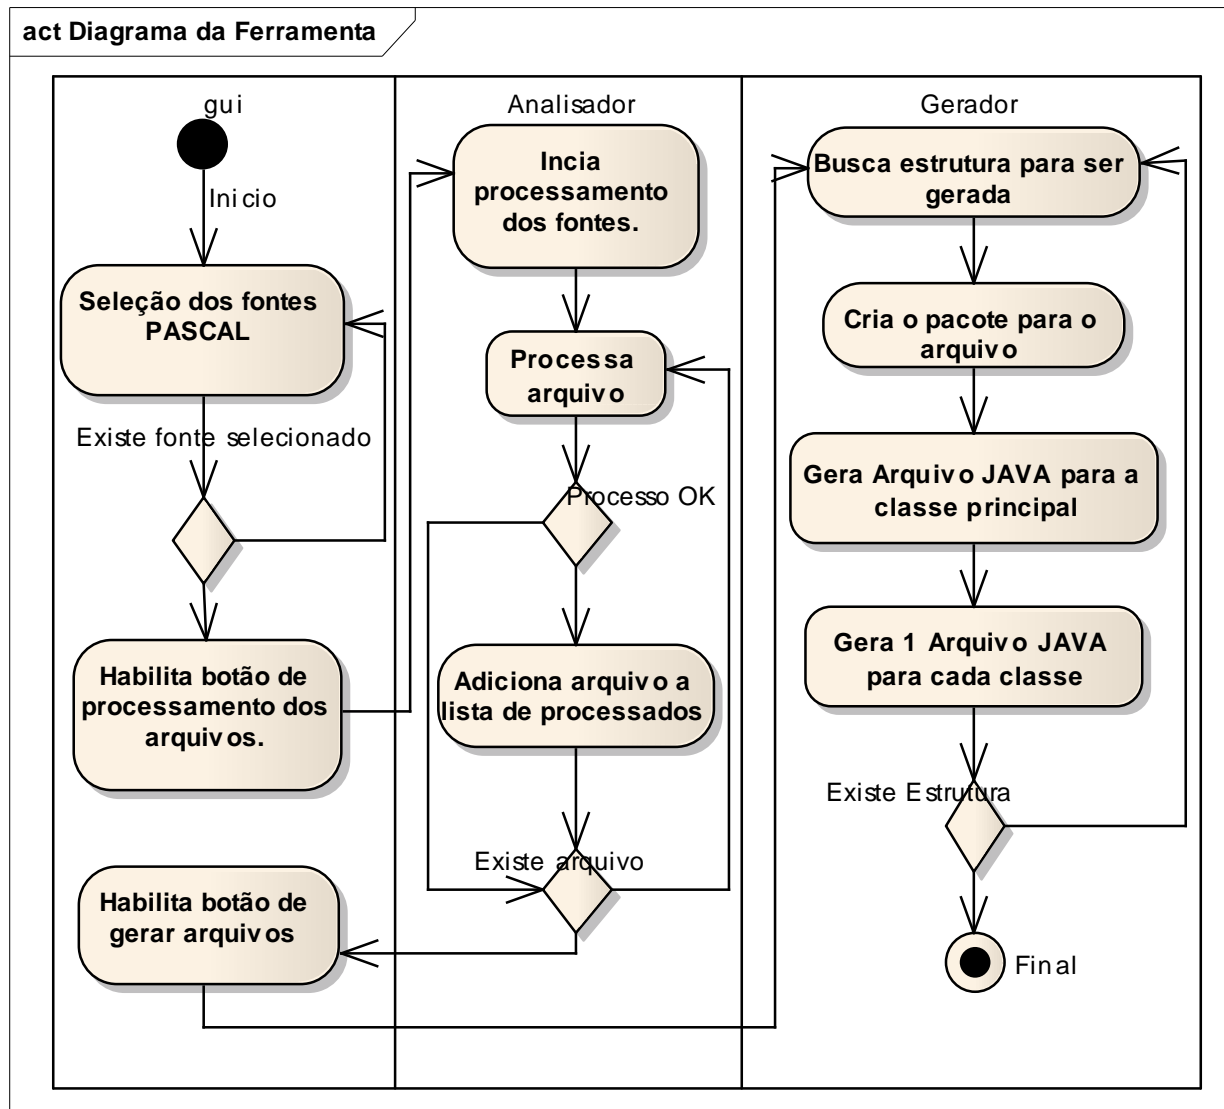 act Diagrama da Ferramenta
gui
Inicio
Seleção dos fontes
PASCAL
Existe fonte selecionado
Habilita botão de
processamento dos
arquivos.
Habilita botão de
gerar arquivos
Analisador
Incia
processamento
dos fontes.
Processa
arquivo
Processo OK
Adiciona arquivo a
lista de processados
Existe arquivo
Gerador
Busca estrutura para ser
gerada
Cria o pacote para o
arquivo
Gera Arquivo JAVA para a
classe principal
Gera 1 Arquivo JAVA
para cada classe
Existe Estrutura
Final